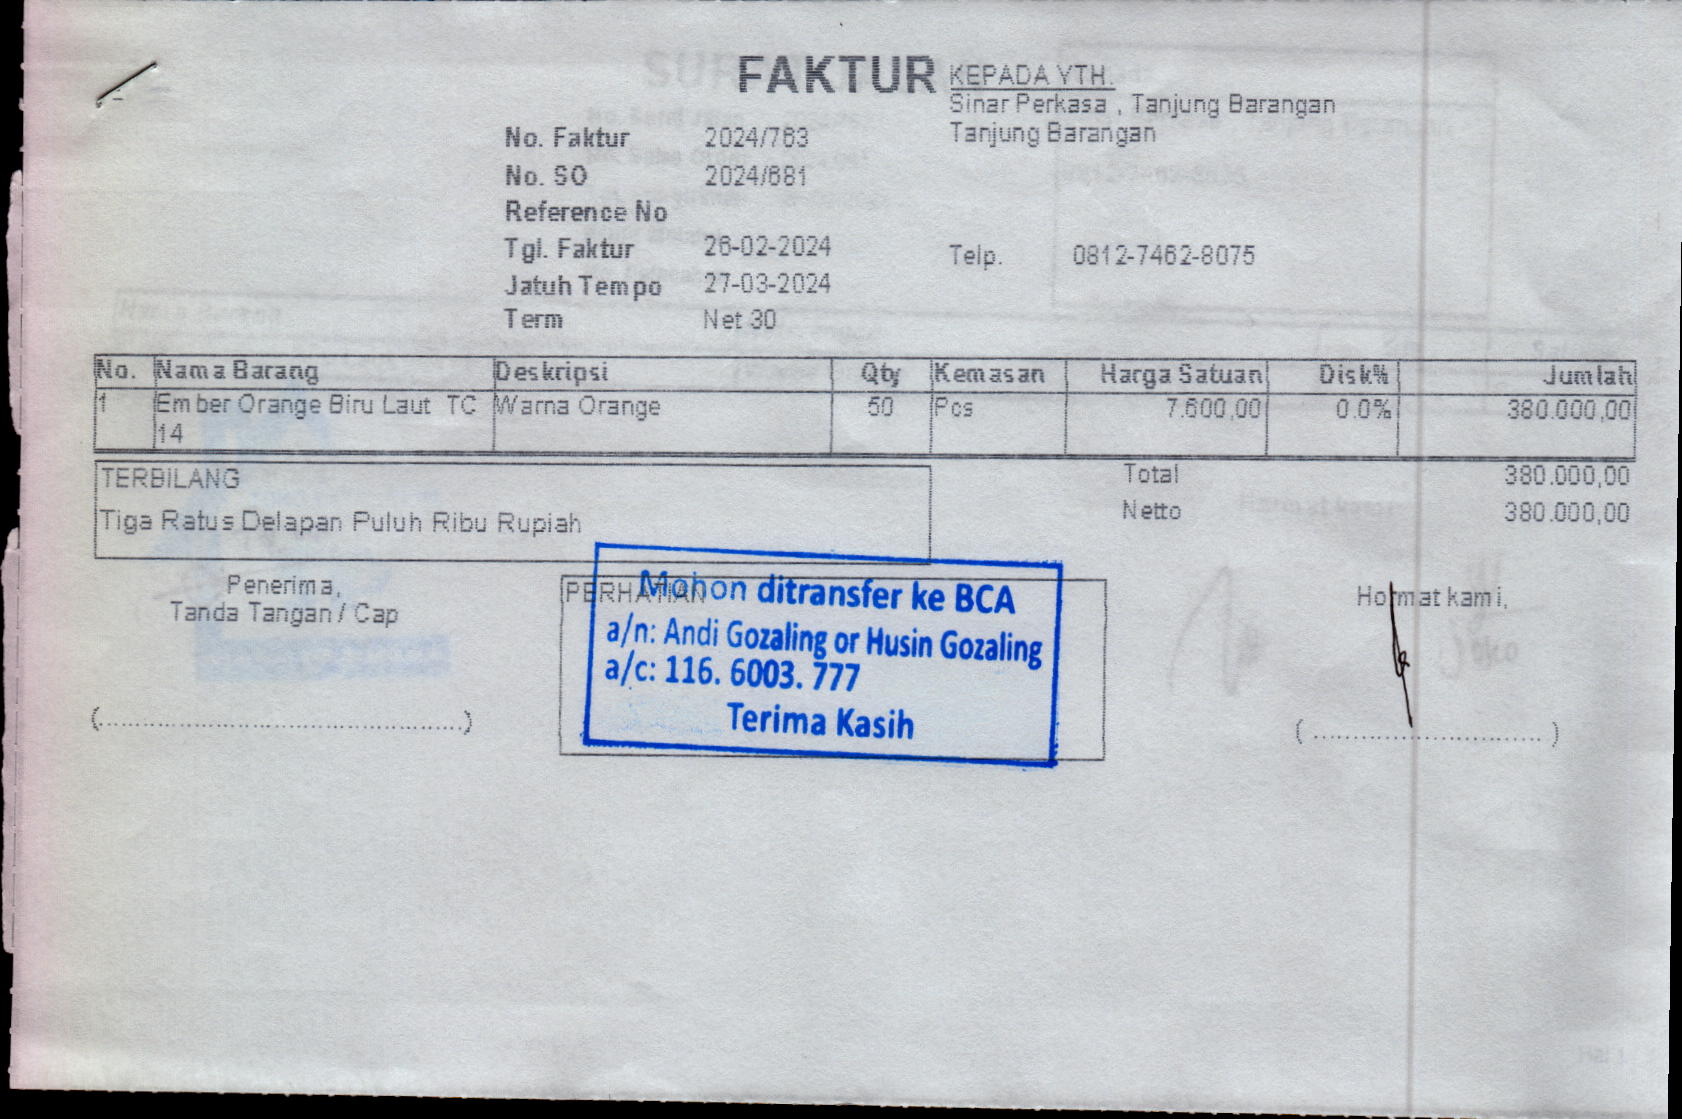 FAKTUR
KEPADA YTH.
Sinar Perkasa , Tanjung Barangan
Tanjung Barangan
No. Faktur 2024/763
No. SO 2024/681
Reference No
Tgl. Faktur 26-02-2024
Telp. 0812-7462-8075
Jatuh Tempo 27-03-2024
Term Net 30
No. Nama Barang Deskripsi Qty Kemasan Harga Satuan Disk% Jumlah
1 Ember Orange Biru Laut TC Warna Orange 50 Pcs 7.600,00 0.0% 380.000,00
14
TERBILANG
Total 380.000,00
Tiga Ratus Delapan Puluh Ribu Rupiah
Netto 380.000,00
Penerima,
Tanda Tangan / Cap
(..........................................................)
PERHATIAN
Mohon ditransfer ke BCA
a/n: Andi Gozaling or Husin Gozaling
a/c: 116. 6003. 777
Terima Kasih
Hormat kami,
( ..................................... )